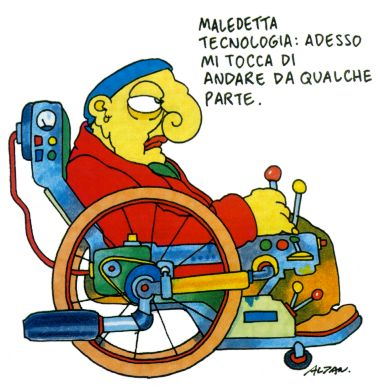 MALEDETTA
TECNOLOGIA: ADESSO
MI TOCCA DI
ANDARE DA QUALCHE
PARTE.
ALTAN.